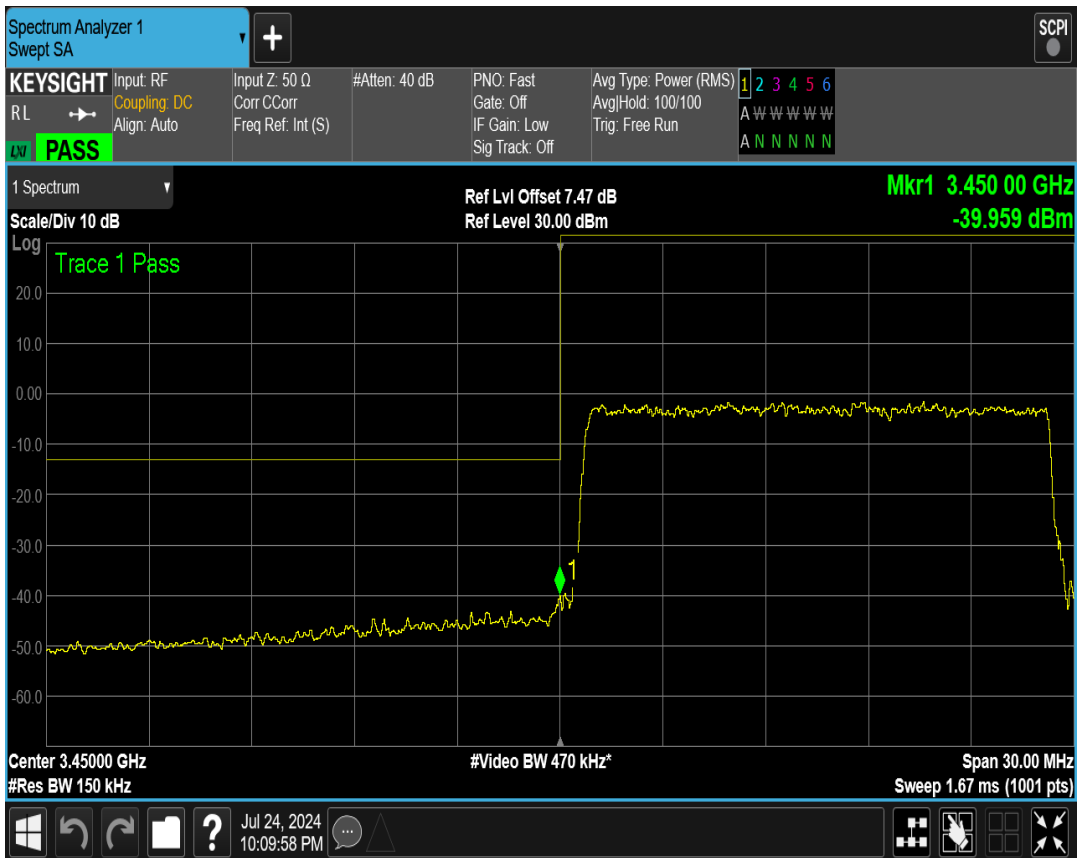 Spectrum Analyzer 1
Swept SA
+
SCPI
KEYSIGHT
RL
LXI PASS
Input: RF
Coupling: DC
Align: Auto
Input Z: 50 Ω
Corr CCorr
Freq Ref: Int (S)
#Atten: 40 dB
PNO: Fast
Gate: Off
IF Gain: Low
Sig Track: Off
Avg Type: Power (RMS)
Avg|Hold: 100/100
Trig: Free Run
1 2 3 4 5 6
A W W W W W
A N N N N N
1 Spectrum
Scale/Div 10 dB
Ref Lvl Offset 7.47 dB
Ref Level 30.00 dBm
Mkr1 3.450 00 GHz
-39.959 dBm
Log
Trace 1 Pass
20.0
10.0
0.00
-10.0
-20.0
-30.0
1
-40.0
-50.0
-60.0
Center 3.45000 GHz
#Video BW 470 kHz*
Span 30.00 MHz
#Res BW 150 kHz
Sweep 1.67 ms (1001 pts)
?
Jul 24, 2024
10:09:58 PM